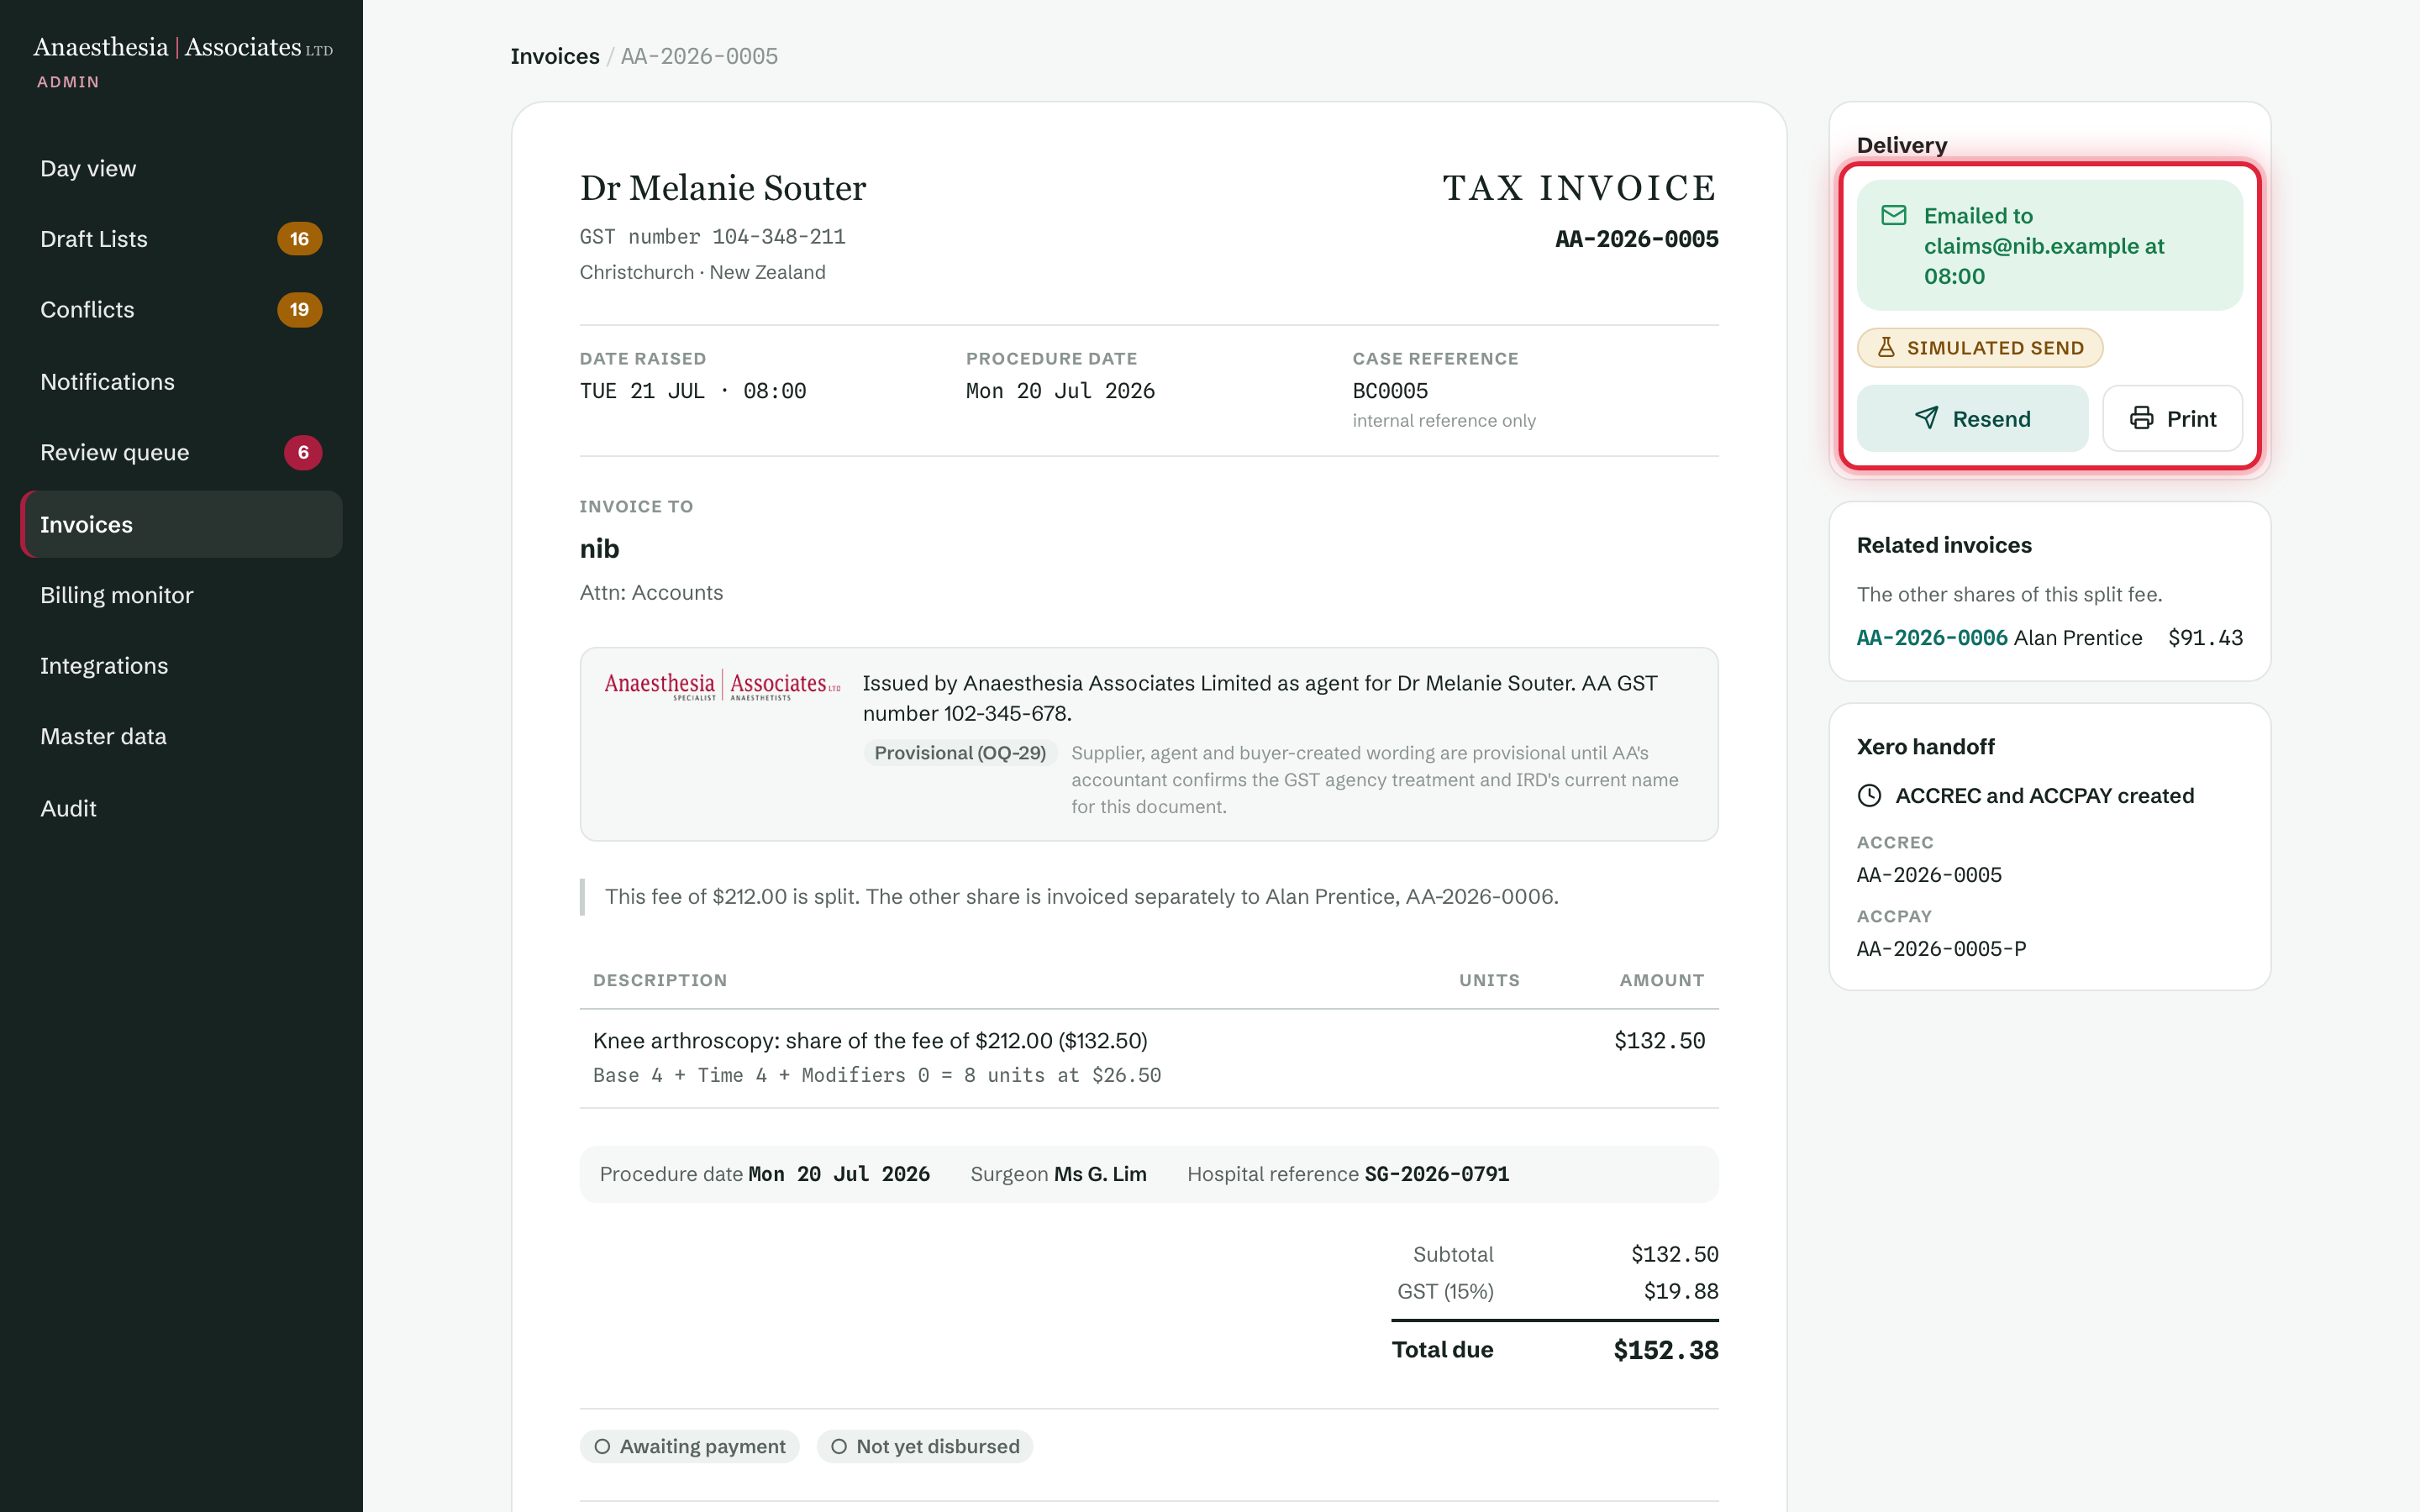 Anaesthesia | Associates LTD
ADMIN
Day view
Draft Lists 16
Conflicts 19
Notifications
Review queue 6
Invoices
Billing monitor
Integrations
Master data
Audit
Invoices / AA-2026-0005
Dr Melanie Souter
GST number 104-348-211
Christchurch · New Zealand
TAX INVOICE
AA-2026-0005
DATE RAISED
TUE 21 JUL · 08:00
PROCEDURE DATE
Mon 20 Jul 2026
CASE REFERENCE
BC0005
internal reference only
INVOICE TO
nib
Attn: Accounts
Anaesthesia | Associates LTD
SPECIALIST ANAESTHETISTS
Issued by Anaesthesia Associates Limited as agent for Dr Melanie Souter. AA GST
number 102-345-678.
Provisional (OQ-29)
Supplier, agent and buyer-created wording are provisional until AA's
accountant confirms the GST agency treatment and IRD's current name
for this document.
This fee of $212.00 is split. The other share is invoiced separately to Alan Prentice, AA-2026-0006.
DESCRIPTION UNITS AMOUNT
Knee arthroscopy: share of the fee of $212.00 ($132.50) $132.50
Base 4 + Time 4 + Modifiers 0 = 8 units at $26.50
Procedure date Mon 20 Jul 2026 Surgeon Ms G. Lim Hospital reference SG-2026-0791
Subtotal $132.50
GST (15%) $19.88
Total due $152.38
Awaiting payment Not yet disbursed
Delivery
Emailed to
claims@nib.example at
08:00
SIMULATED SEND
Resend Print
Related invoices
The other shares of this split fee.
AA-2026-0006 Alan Prentice $91.43
Xero handoff
ACCREC and ACCPAY created
ACCREC
AA-2026-0005
ACCPAY
AA-2026-0005-P